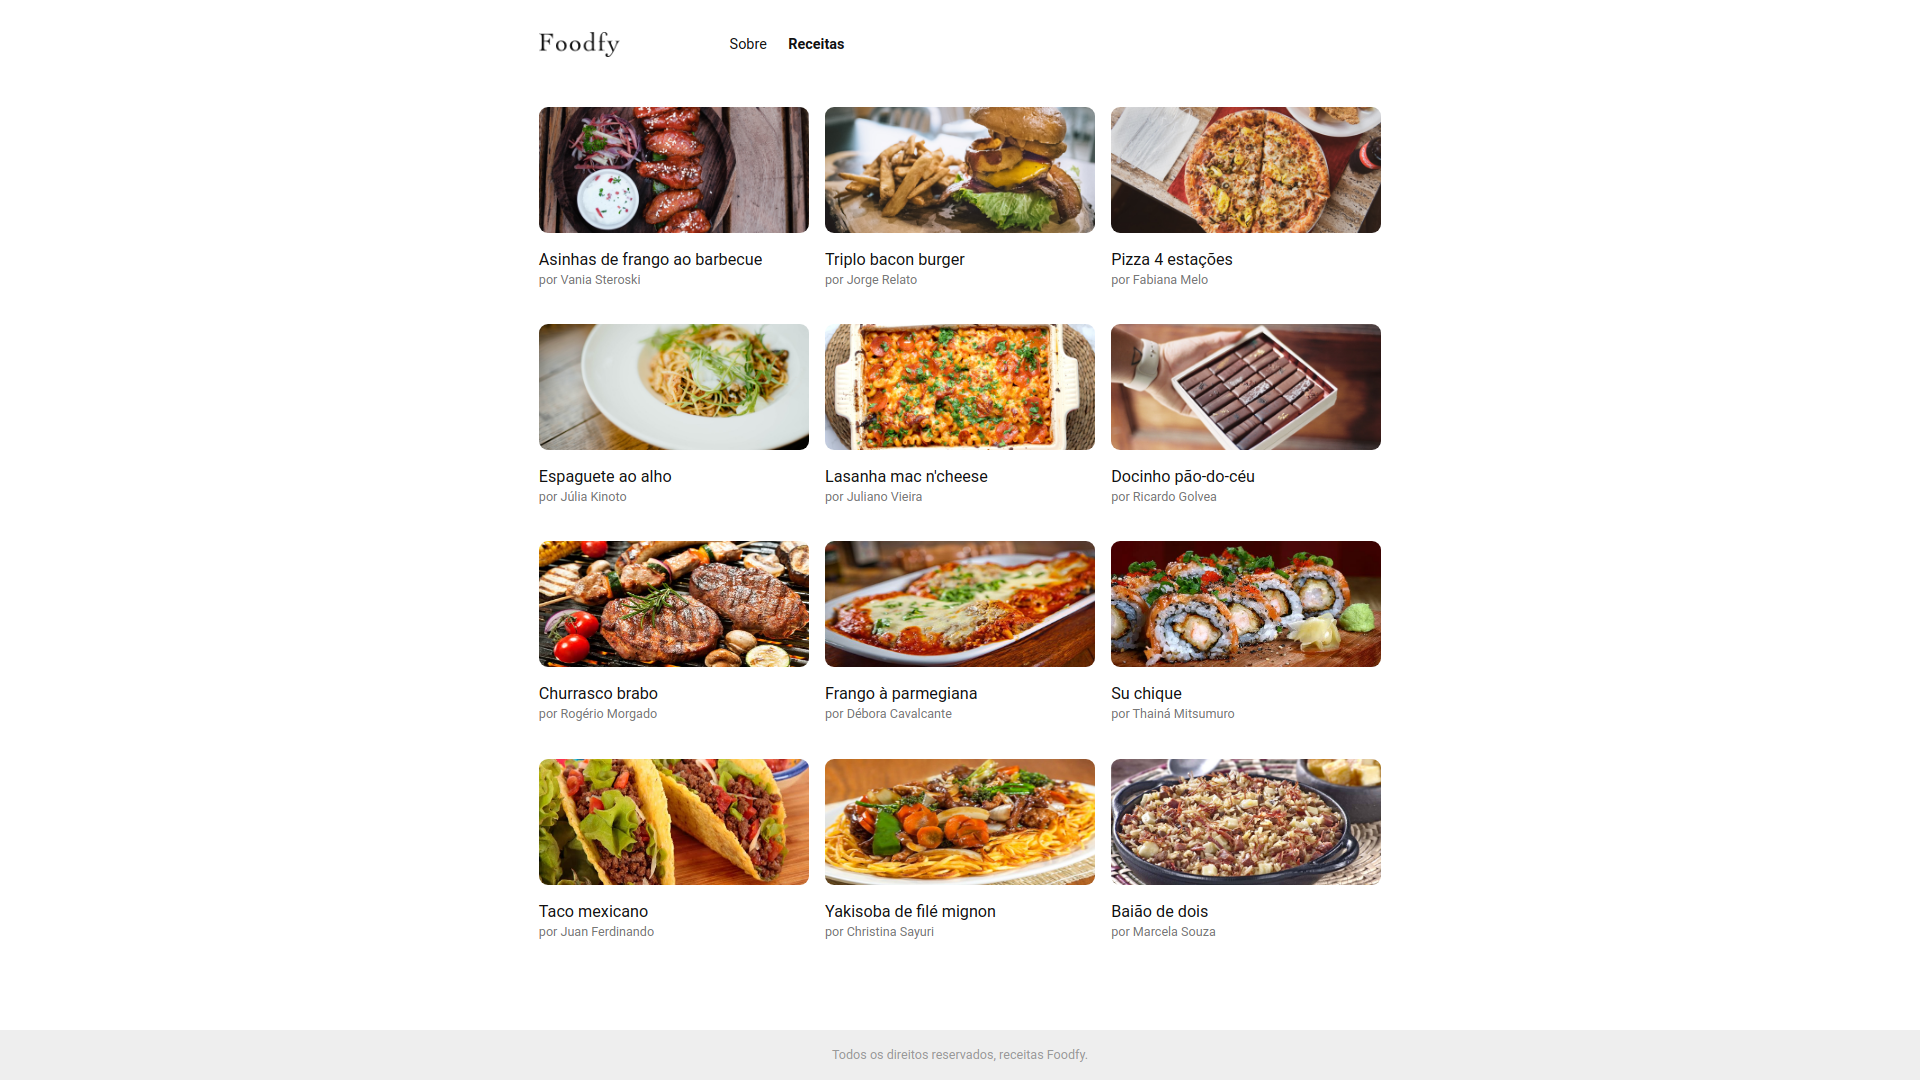 Foodfy
Sobre
Receitas
Asinhas de frango ao barbecue
por Vania Steroski
Triplo bacon burger
por Jorge Relato
Pizza 4 estações
por Fabiana Melo
Espaguete ao alho
por Júlia Kinoto
Lasanha mac n'cheese
por Juliano Vieira
Docinho pão-do-céu
por Ricardo Golvea
Churrasco brabo
por Rogério Morgado
Frango à parmegiana
por Débora Cavalcante
Su chique
por Thainá Mitsumuro
Taco mexicano
por Juan Ferdinando
Yakisoba de filé mignon
por Christina Sayuri
Baião de dois
por Marcela Souza
Todos os direitos reservados, receitas Foodfy.